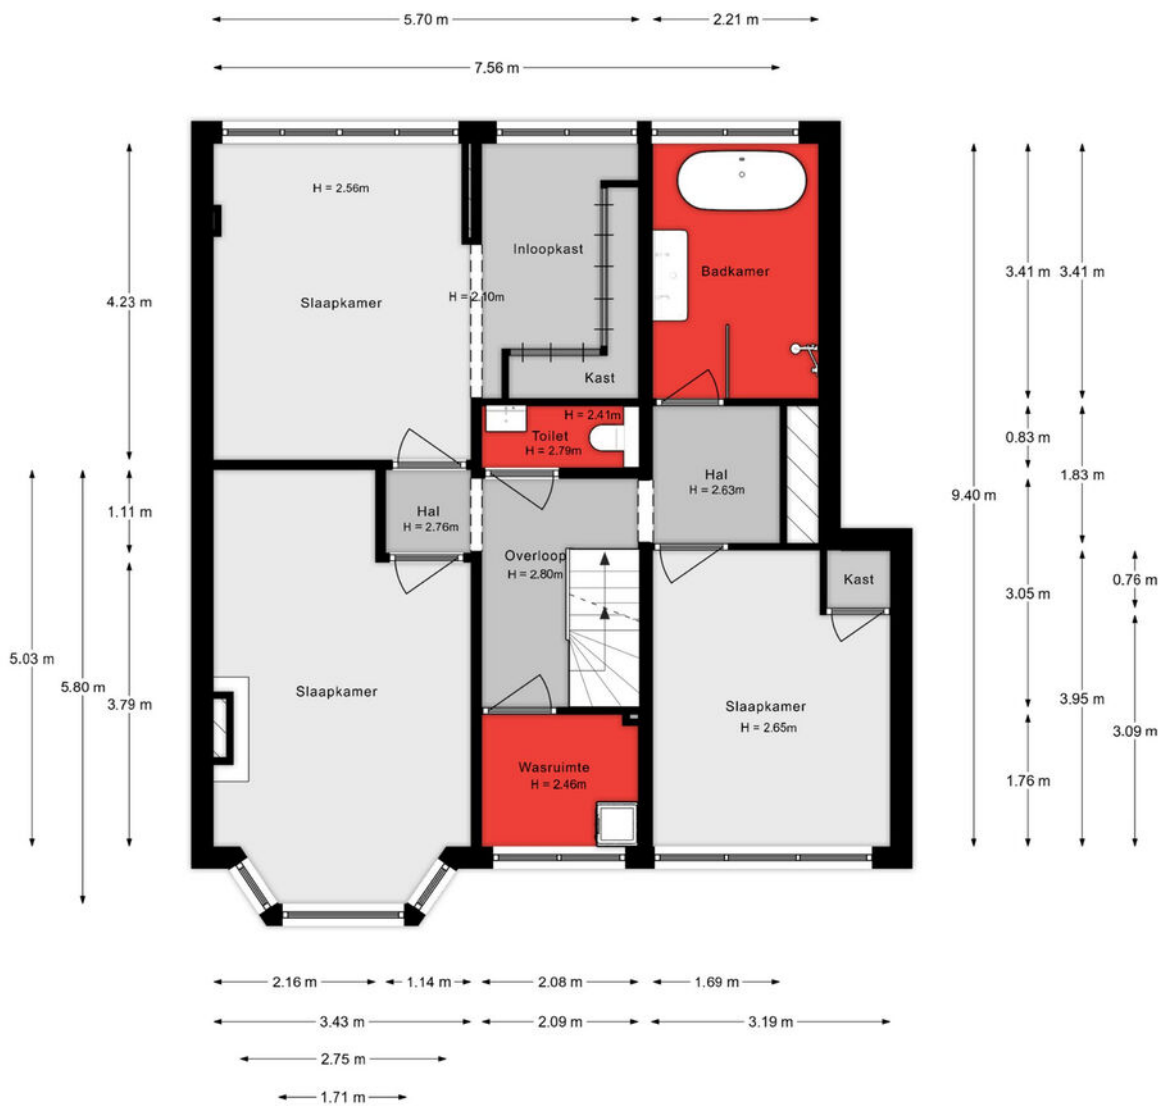 5.70 m
2.21 m
7.56 m
H = 2.56m
Inloopkast
Badkamer
3.41 m
3.41 m
4.23 m
Slaapkamer
H = 2.10m
Kast
H = 2.41m
Toilet
H = 2.79m
0.83 m
Hal
H = 2.63m
1.83 m
9.40 m
1.11 m
Hal
H = 2.76m
Overloop
H = 2.80m
Kast
0.76 m
3.05 m
5.03 m
5.80 m
3.79 m
Slaapkamer
Slaapkamer
H = 2.65m
3.95 m
3.09 m
Wasruimte
H = 2.46m
1.76 m
2.16 m
1.14 m
2.08 m
1.69 m
3.43 m
2.09 m
3.19 m
2.75 m
1.71 m